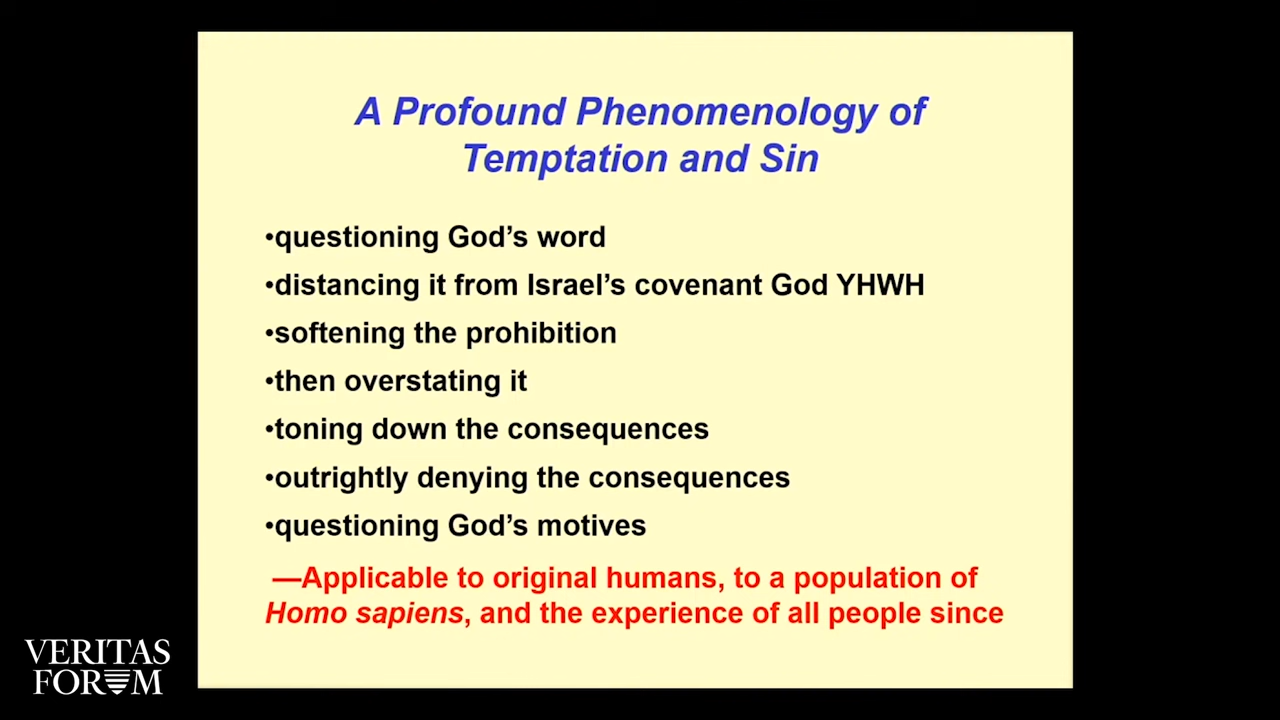 A Profound Phenomenology of
Temptation and Sin
•questioning God’s word
•distancing it from Israel’s covenant God YHWH
•softening the prohibition
•then overstating it
•toning down the consequences
•outrightly denying the consequences
•questioning God’s motives
—Applicable to original humans, to a population of
Homo sapiens, and the experience of all people since
VERITAS
FORUM